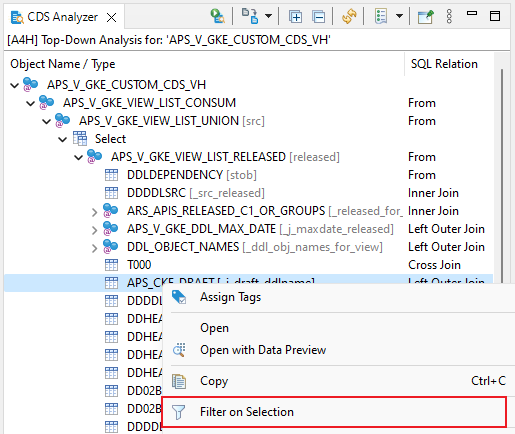 CDS Analyzer
[A4H] Top-Down Analysis for: 'APS_V_GKE_CUSTOM_CDS_VH'
Object Name / Type SQL Relation
APS_V_GKE_CUSTOM_CDS_VH
APS_V_GKE_VIEW_LIST_CONSUM From
APS_V_GKE_VIEW_LIST_UNION [src] From
Select
APS_V_GKE_VIEW_LIST_RELEASED [released] From
DDLDEPENDENCY [stob] From
DDDDLSRC [_src_released] Inner Join
ARS_APIS_RELEASED_C1_OR_GROUPS [_released_for_ Inner Join
APS_V_GKE_DDL_MAX_DATE [_j_maxdate_released] Left Outer Join
DDL_OBJECT_NAMES [_ddl_obj_names_for_view] Left Outer Join
T000 Cross Join
APS_CKE_DRAFT [_j_draft_ddlname] Left Outer Join
Assign Tags
DDDDL
DDHEA
Open
DDHEA
Open with Data Preview
DDHEA
DDHEA
Copy Ctrl+C
DD02B
DD02B
Filter on Selection
DDDDL